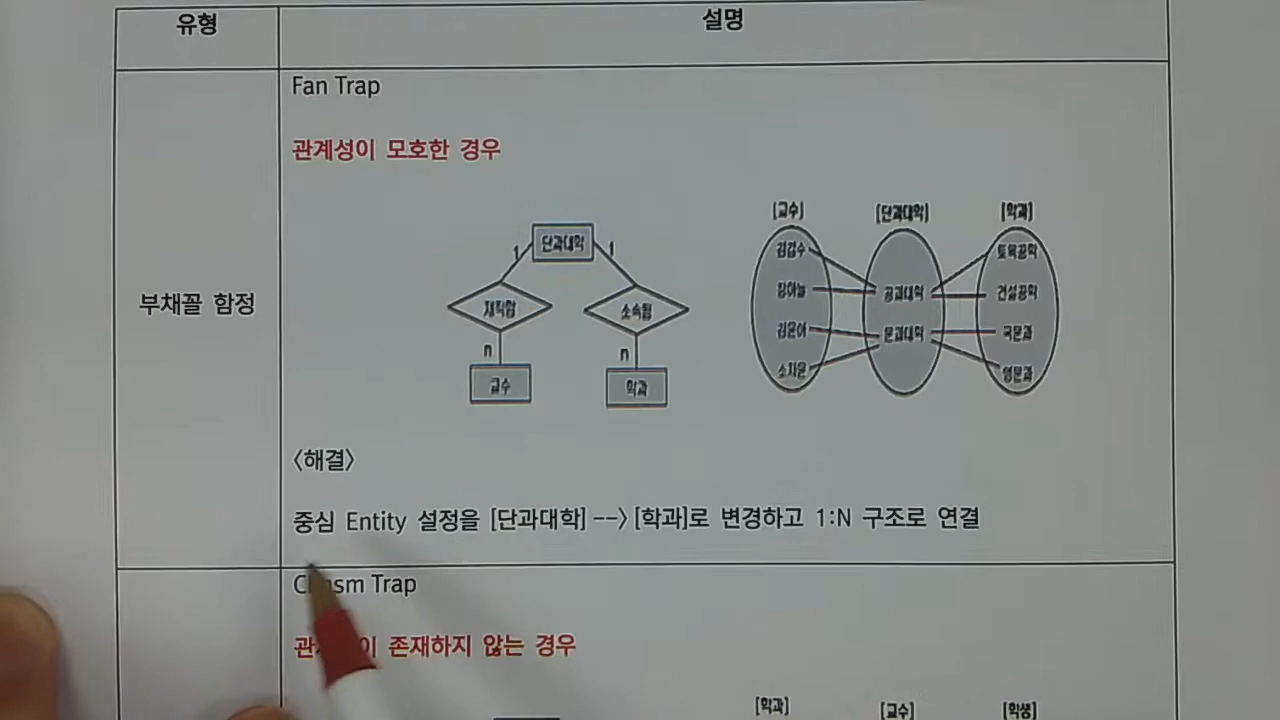 유형
설명
부채꼴 함정
Fan Trap
관계성이 모호한 경우
1
단과대학
1
재직함
소속됨
n
n
교수
학과
[교수]
[단과대학]
[학과]
김갑수
토목공학
공과대학
건설공학
김윤아
문과대학
국문과
소지운
영문과
<해결>
중심 Entity 설정을 [단과대학] --> [학과]로 변경하고 1:N 구조로 연결
Chasm Trap
존재하지 않는 경우
[학과]
[교수]
[학생]